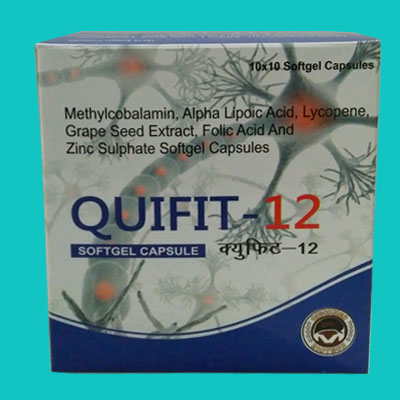 10x10 Softgel Capsules
Methylcobalamin, Alpha Lipoic Acid, Lycopene,
Grape Seed Extract, Folic Acid And
Zinc Sulphate Softgel Capsules
QUIFIT-12
SOFTGEL CAPSULE
क्युफिट–12